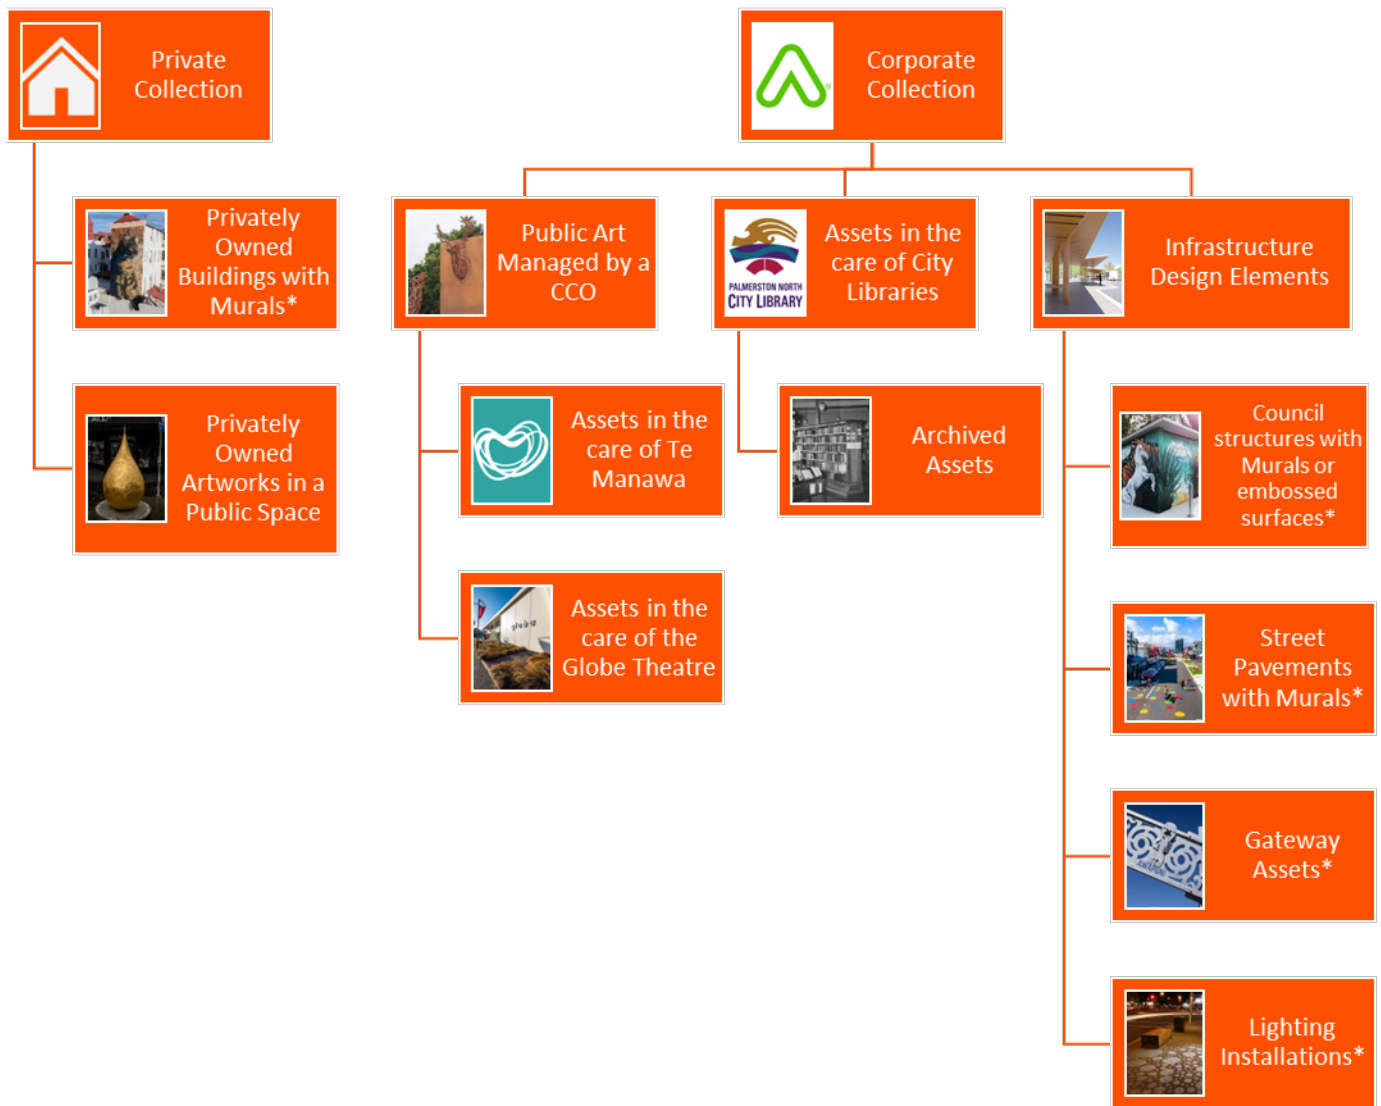 Private
Collection
Corporate
Collection
Privately
Owned
Buildings with
Murals*
Public Art
Managed by a
CCO
PALMERSTON NORTH
CITY LIBRARY
Assets in the
care of City
Libraries
Infrastructure
Design Elements
Privately
Owned
Artworks in a
Public Space
Assets in the
care of Te
Manawa
Archived
Assets
Council
structures with
Murals or
embossed
surfaces*
globe
Assets in the
care of the
Globe Theatre
Street
Pavements
with Murals*
Gateway
Assets*
Lighting
Installations*